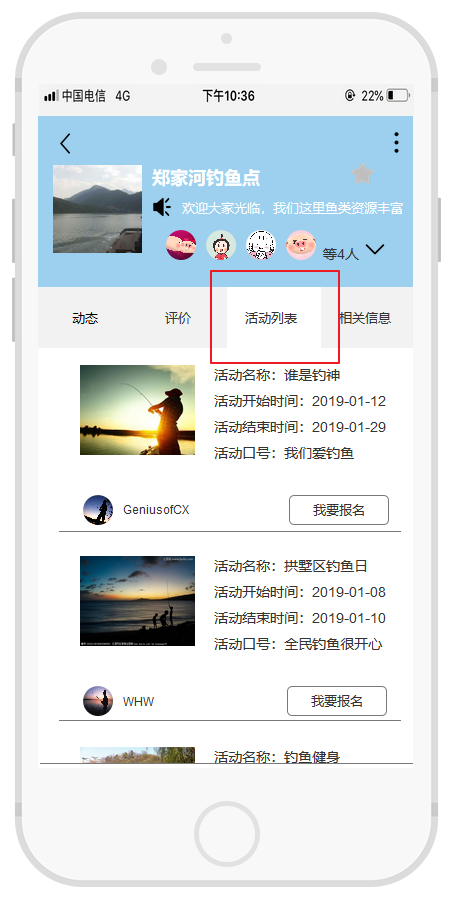 中国电信 4G 下午10:36 22%
郑家河钓鱼点
欢迎大家光临，我们这里鱼类资源丰富
等4人
动态 评价 活动列表 相关信息
活动名称：谁是钓神
活动开始时间：2019-01-12
活动结束时间：2019-01-29
活动口号：我们爱钓鱼
GeniusofCX 我要报名
活动名称：拱墅区钓鱼日
活动开始时间：2019-01-08
活动结束时间：2019-01-10
活动口号：全民钓鱼很开心
WHW 我要报名
活动名称：钓鱼健身